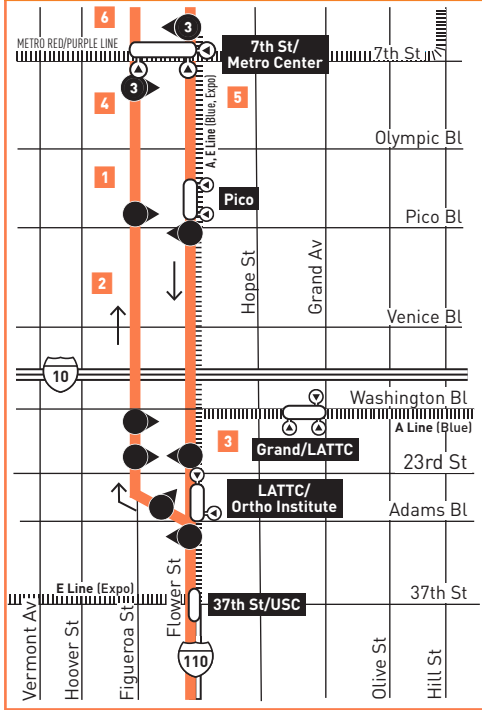 6
3
METRO RED/PURPLE LINE
7th St/
Metro Center
7th St
3
4
5
A, E Line (Blue, Expo)
Olympic Bl
1
Pico
Pico Bl
2
Hope St
Grand Av
Venice Bl
10
Washington Bl
A Line (Blue)
3
Grand/LATTC
23rd St
LATTC/
Ortho Institute
Adams Bl
E Line (Expo)
37th St/USC
37th St
Vermont Av
Hoover St
Figueroa St
Flower St
110
Olive St
Hill St